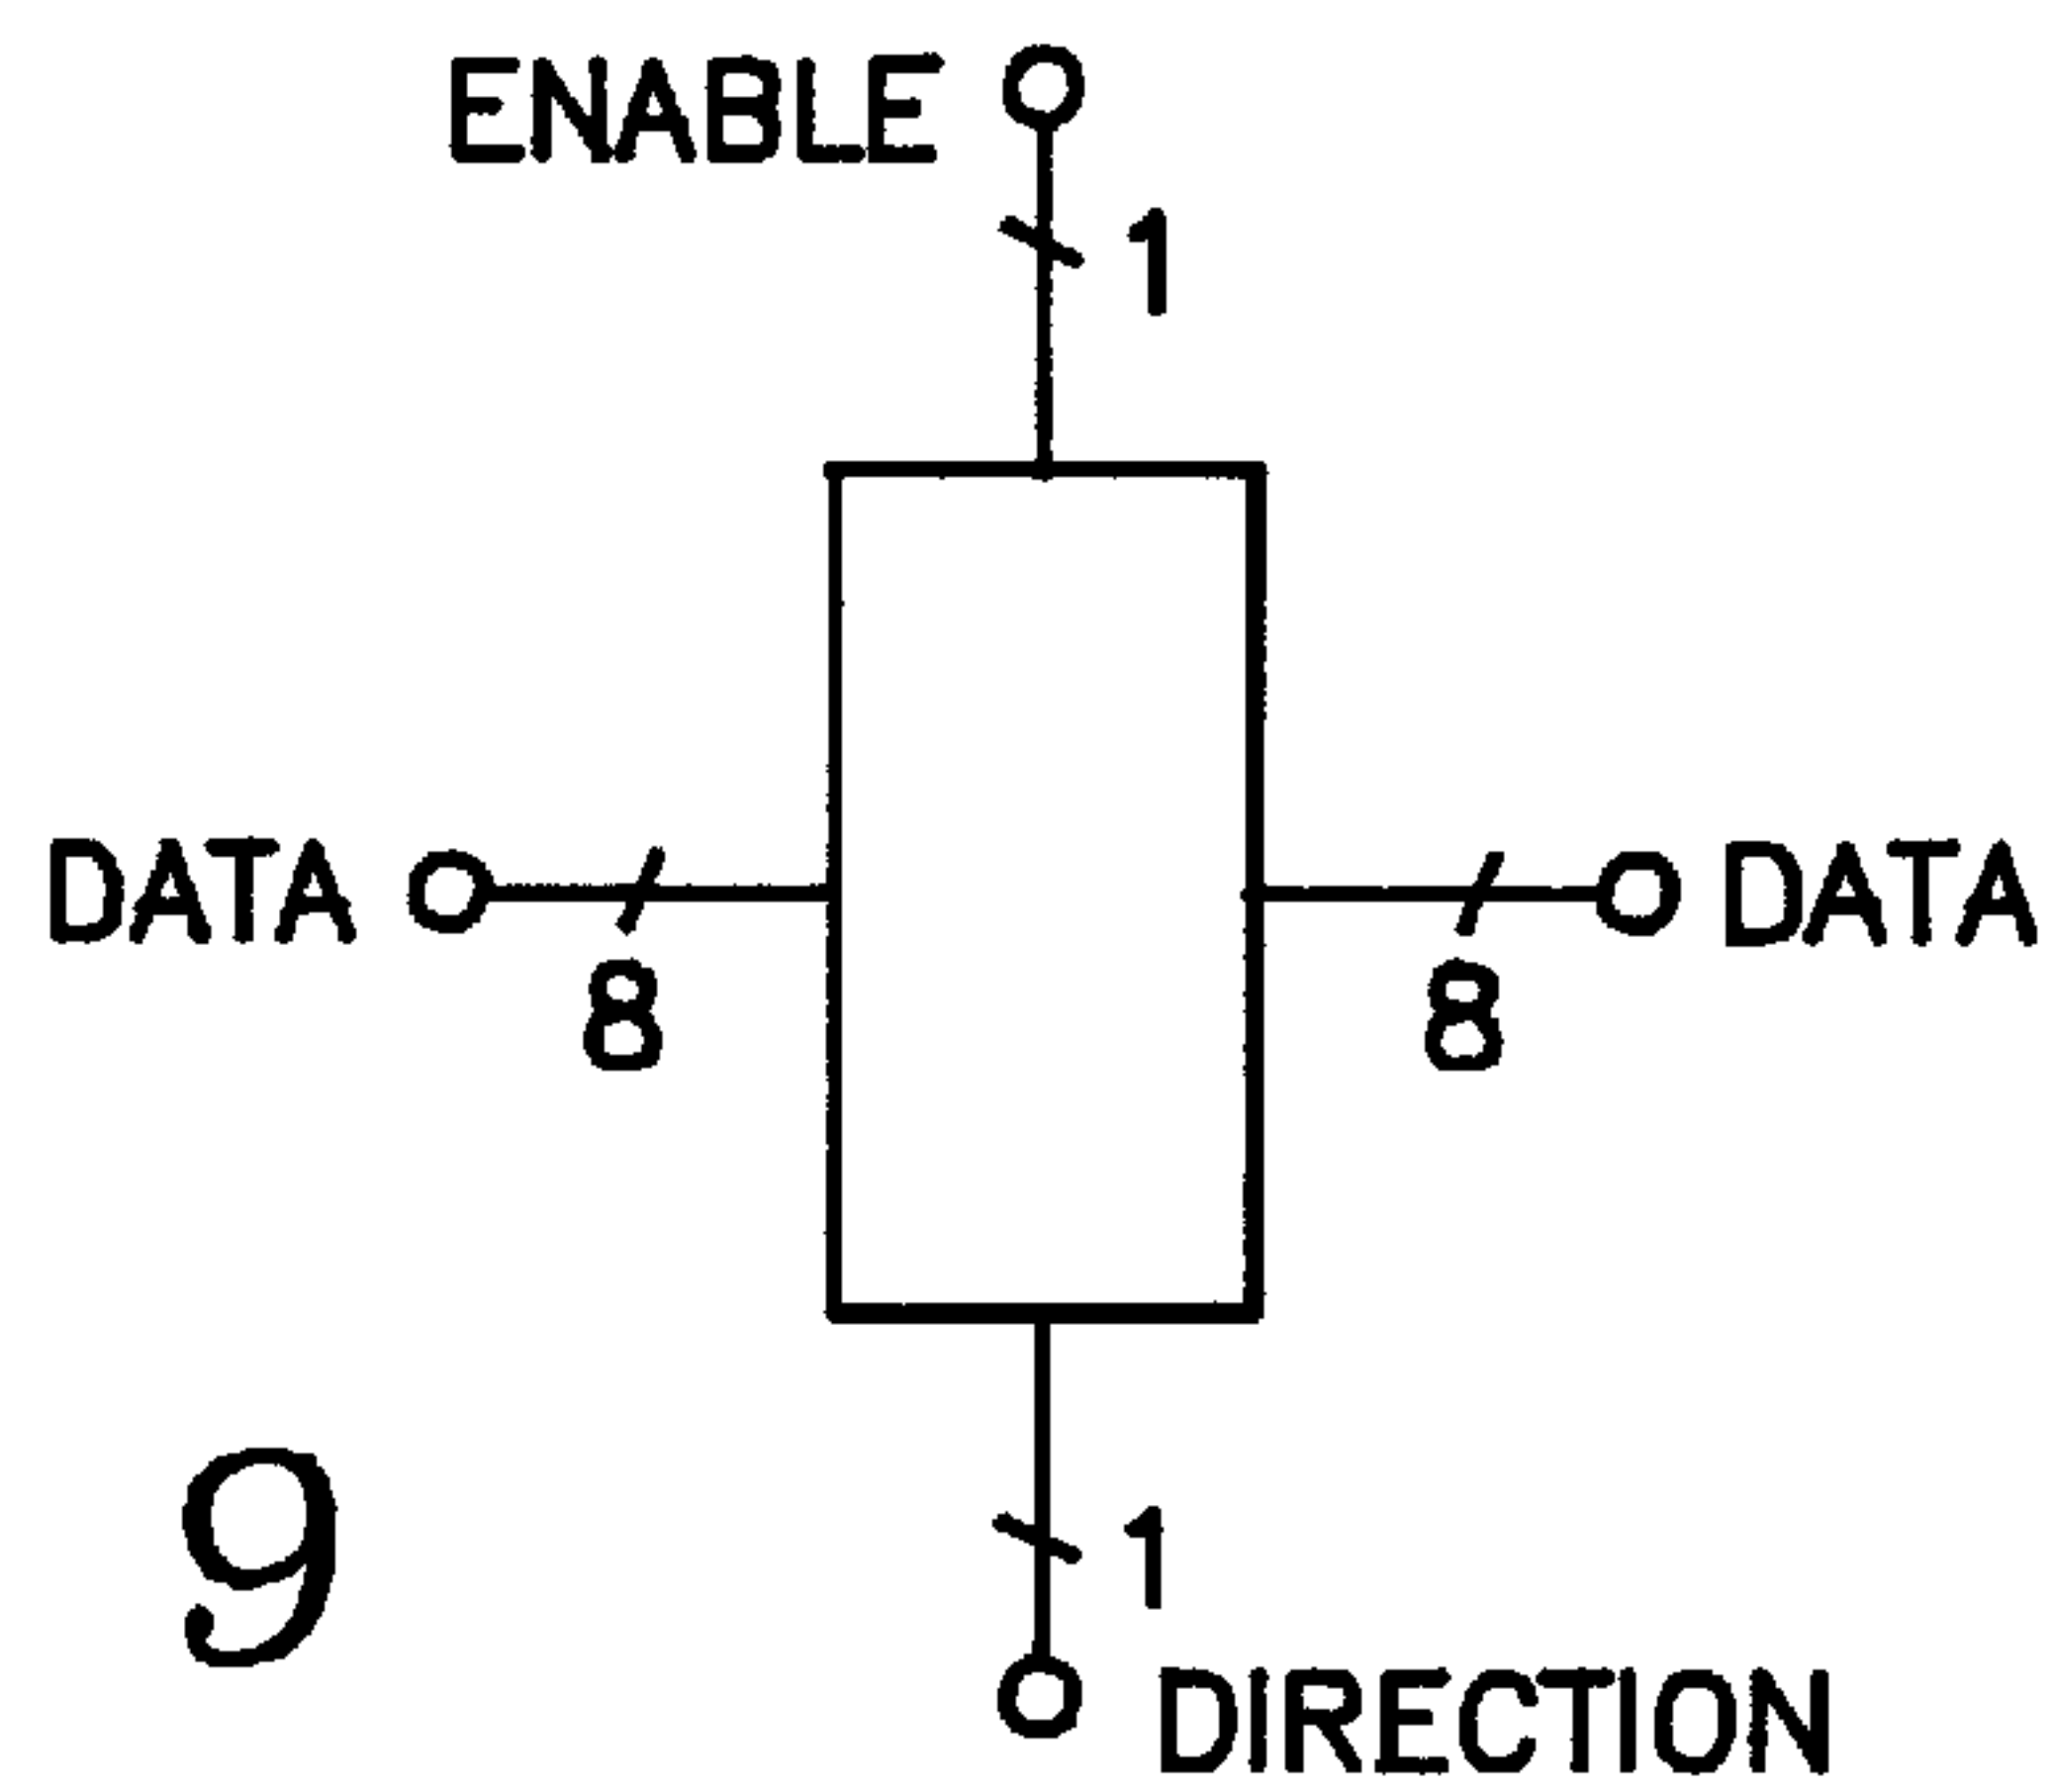 ENABLE
1
DATA
DATA
8
8
1
9
DIRECTION